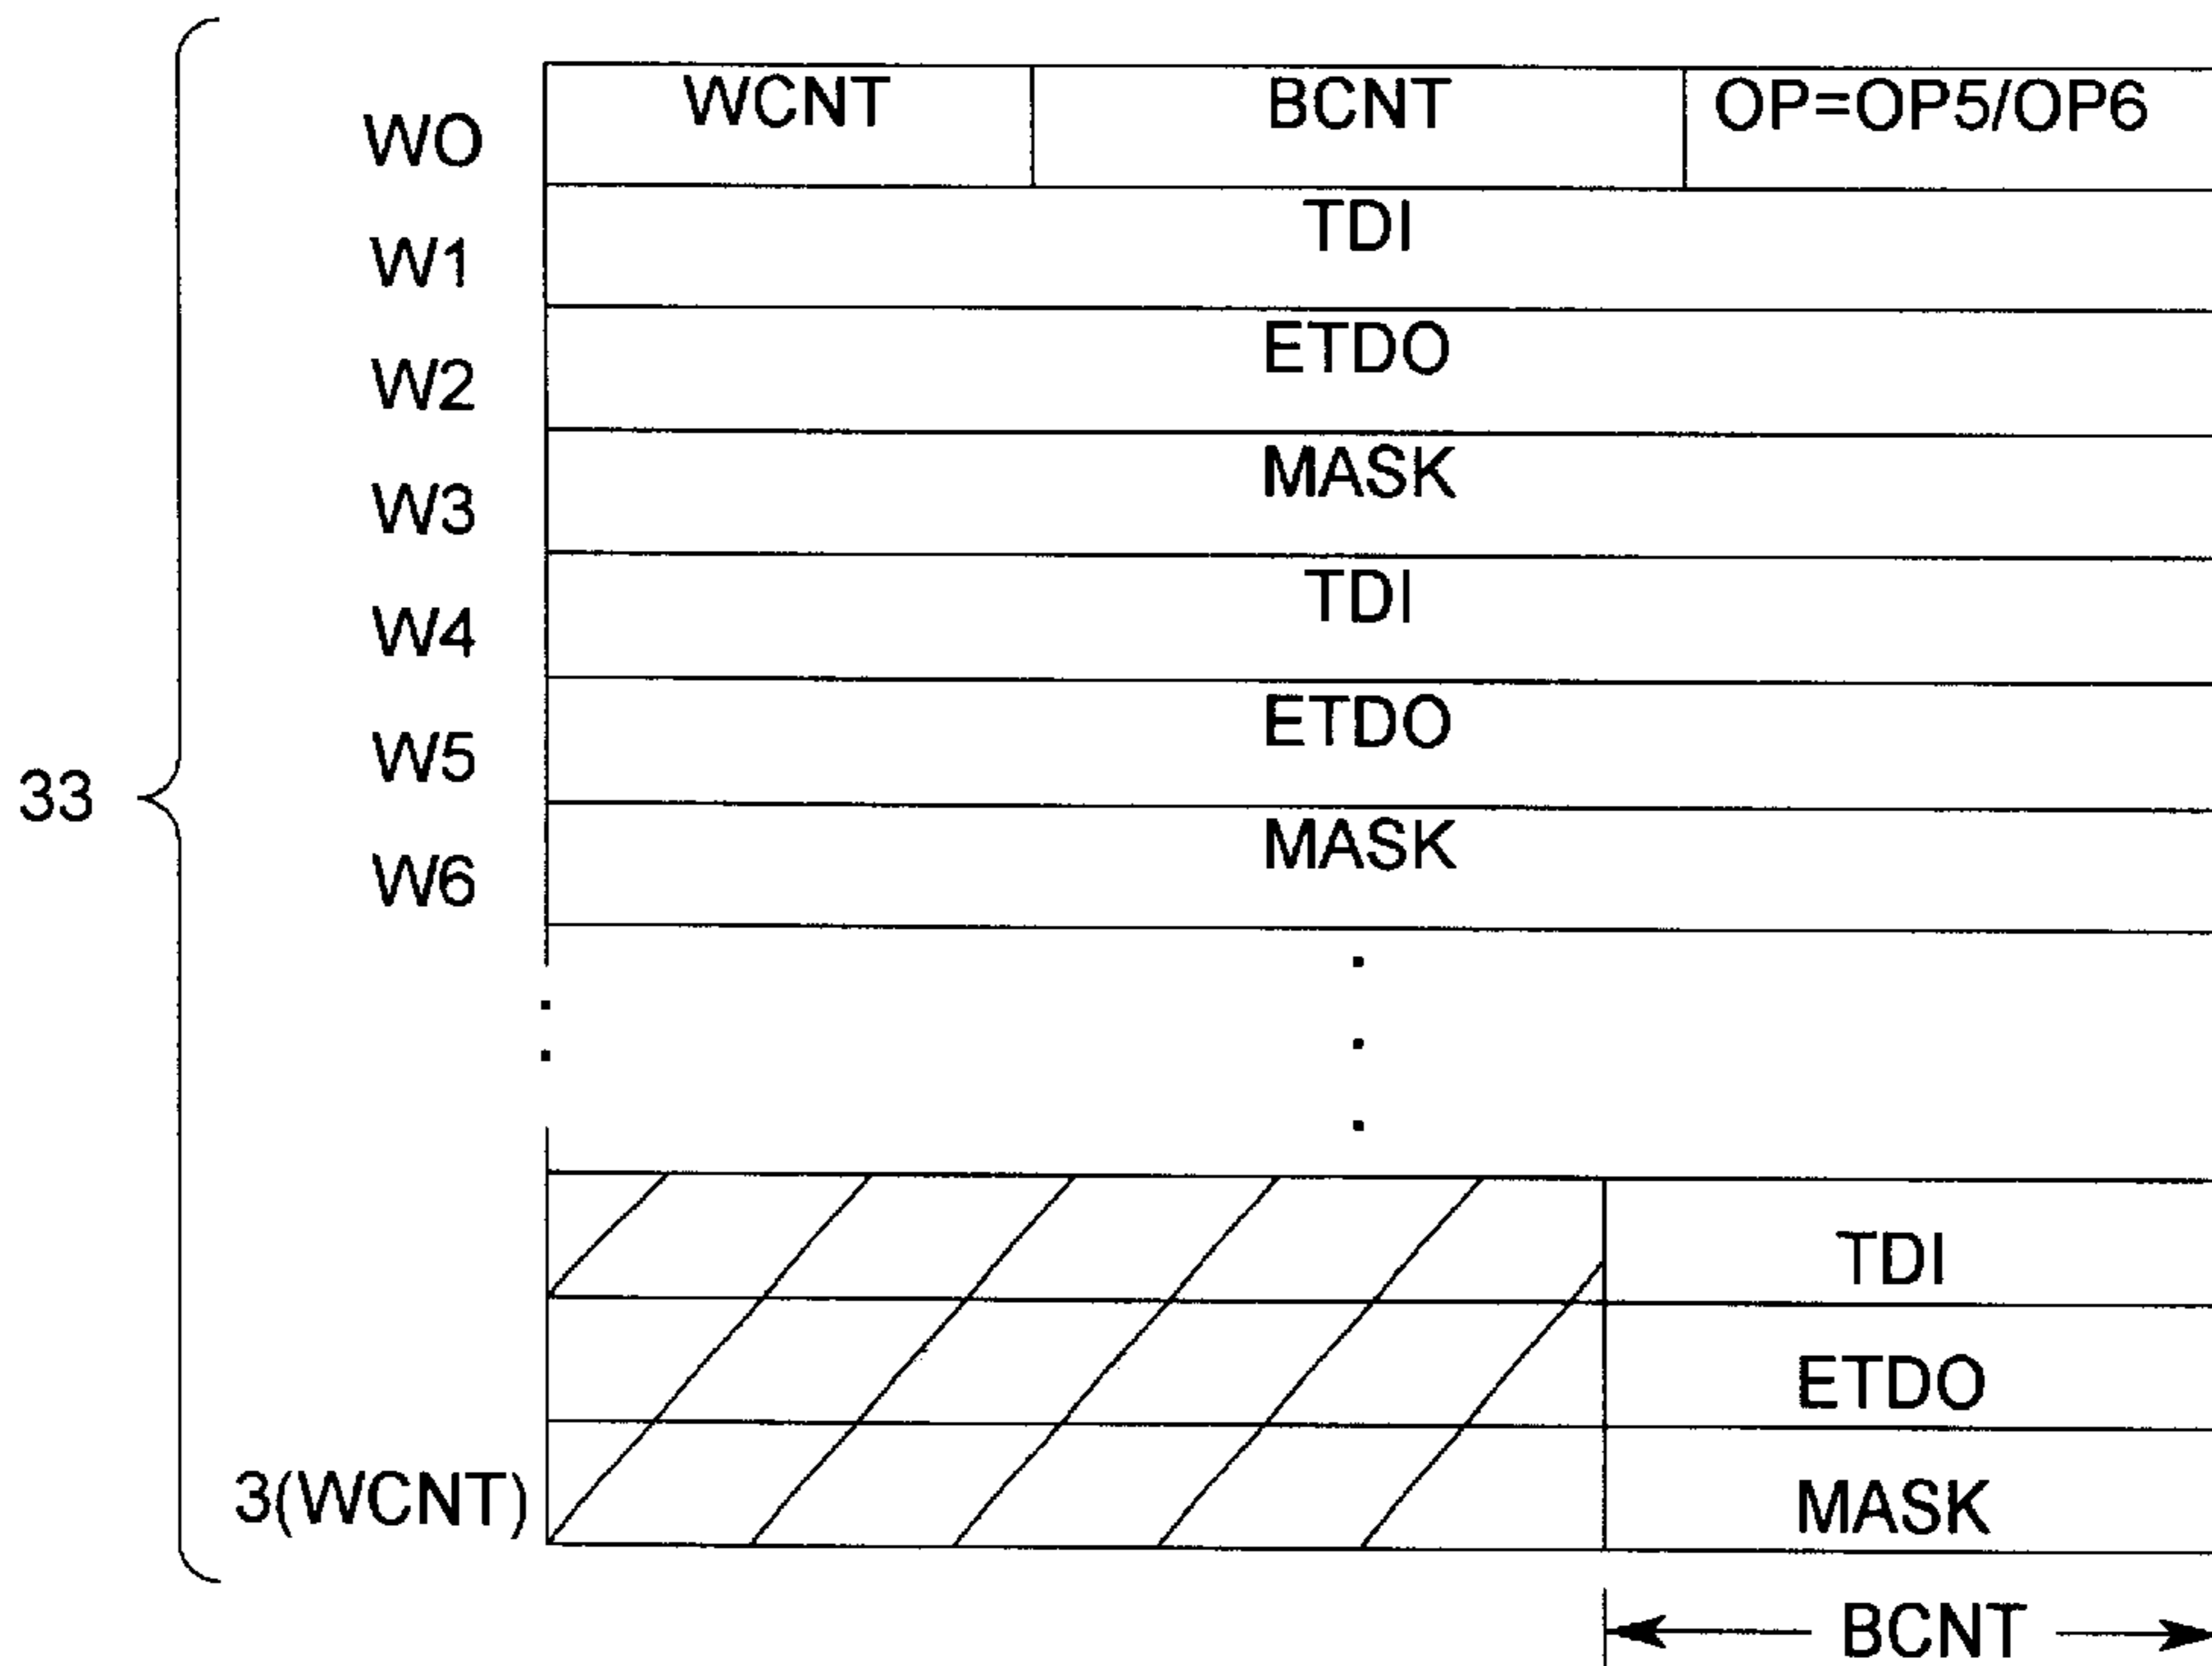 WO WCNT BCNT OP=OP5/OP6
W1 TDI
W2 ETDO
W3 MASK
W4 TDI
W5 ETDO
33
W6 MASK
TDI
ETDO
3(WCNT) MASK
BCNT